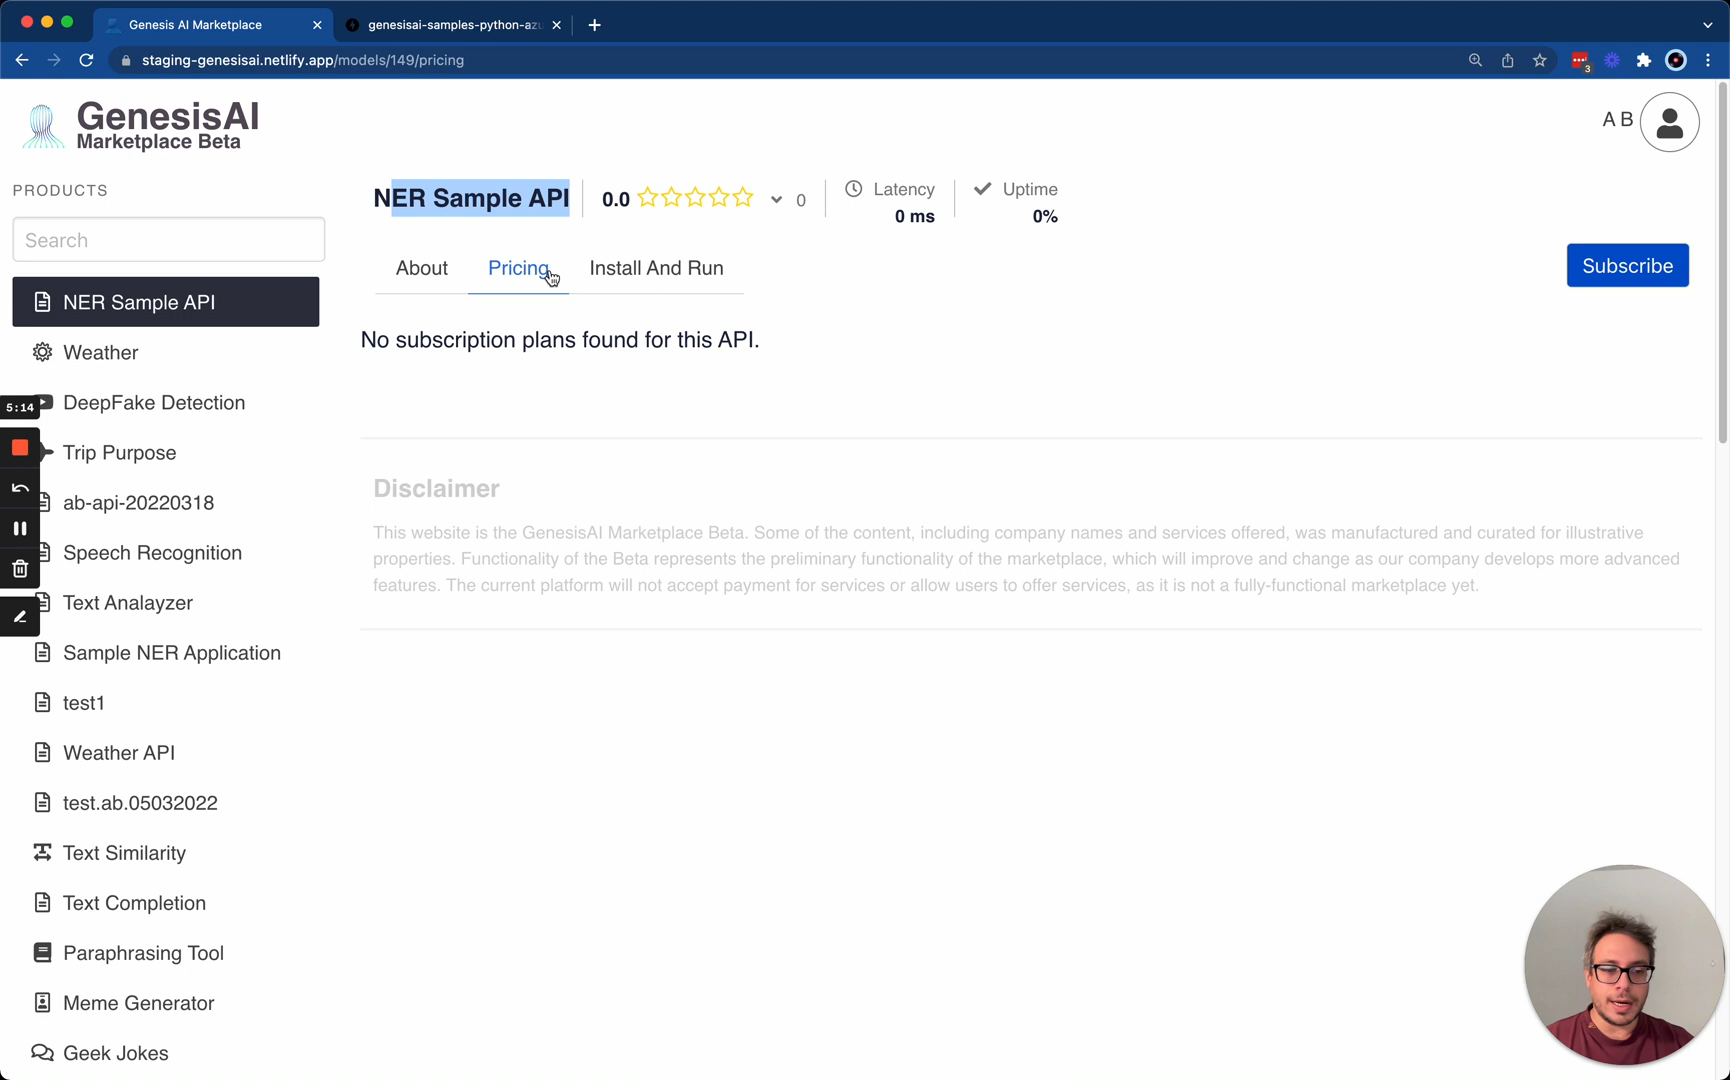 Genesis AI Marketplace
genesisai-samples-python-azu
staging-genesisai.netlify.app/models/149/pricing
3
GenesisAI
Marketplace Beta
A B
PRODUCTS
Search
NER Sample API
Weather
DeepFake Detection
5:14
Trip Purpose
ab-api-20220318
Speech Recognition
Text Analayzer
Sample NER Application
test1
Weather API
test.ab.05032022
Text Similarity
Text Completion
Paraphrasing Tool
Meme Generator
Geek Jokes
NER Sample API
0.0
0
Latency
0 ms
Uptime
0%
About Pricing Install And Run
Subscribe
No subscription plans found for this API.
Disclaimer
This website is the GenesisAI Marketplace Beta. Some of the content, including company names and services offered, was manufactured and curated for illustrative
properties. Functionality of the Beta represents the preliminary functionality of the marketplace, which will improve and change as our company develops more advanced
features. The current platform will not accept payment for services or allow users to offer services, as it is not a fully-functional marketplace yet.